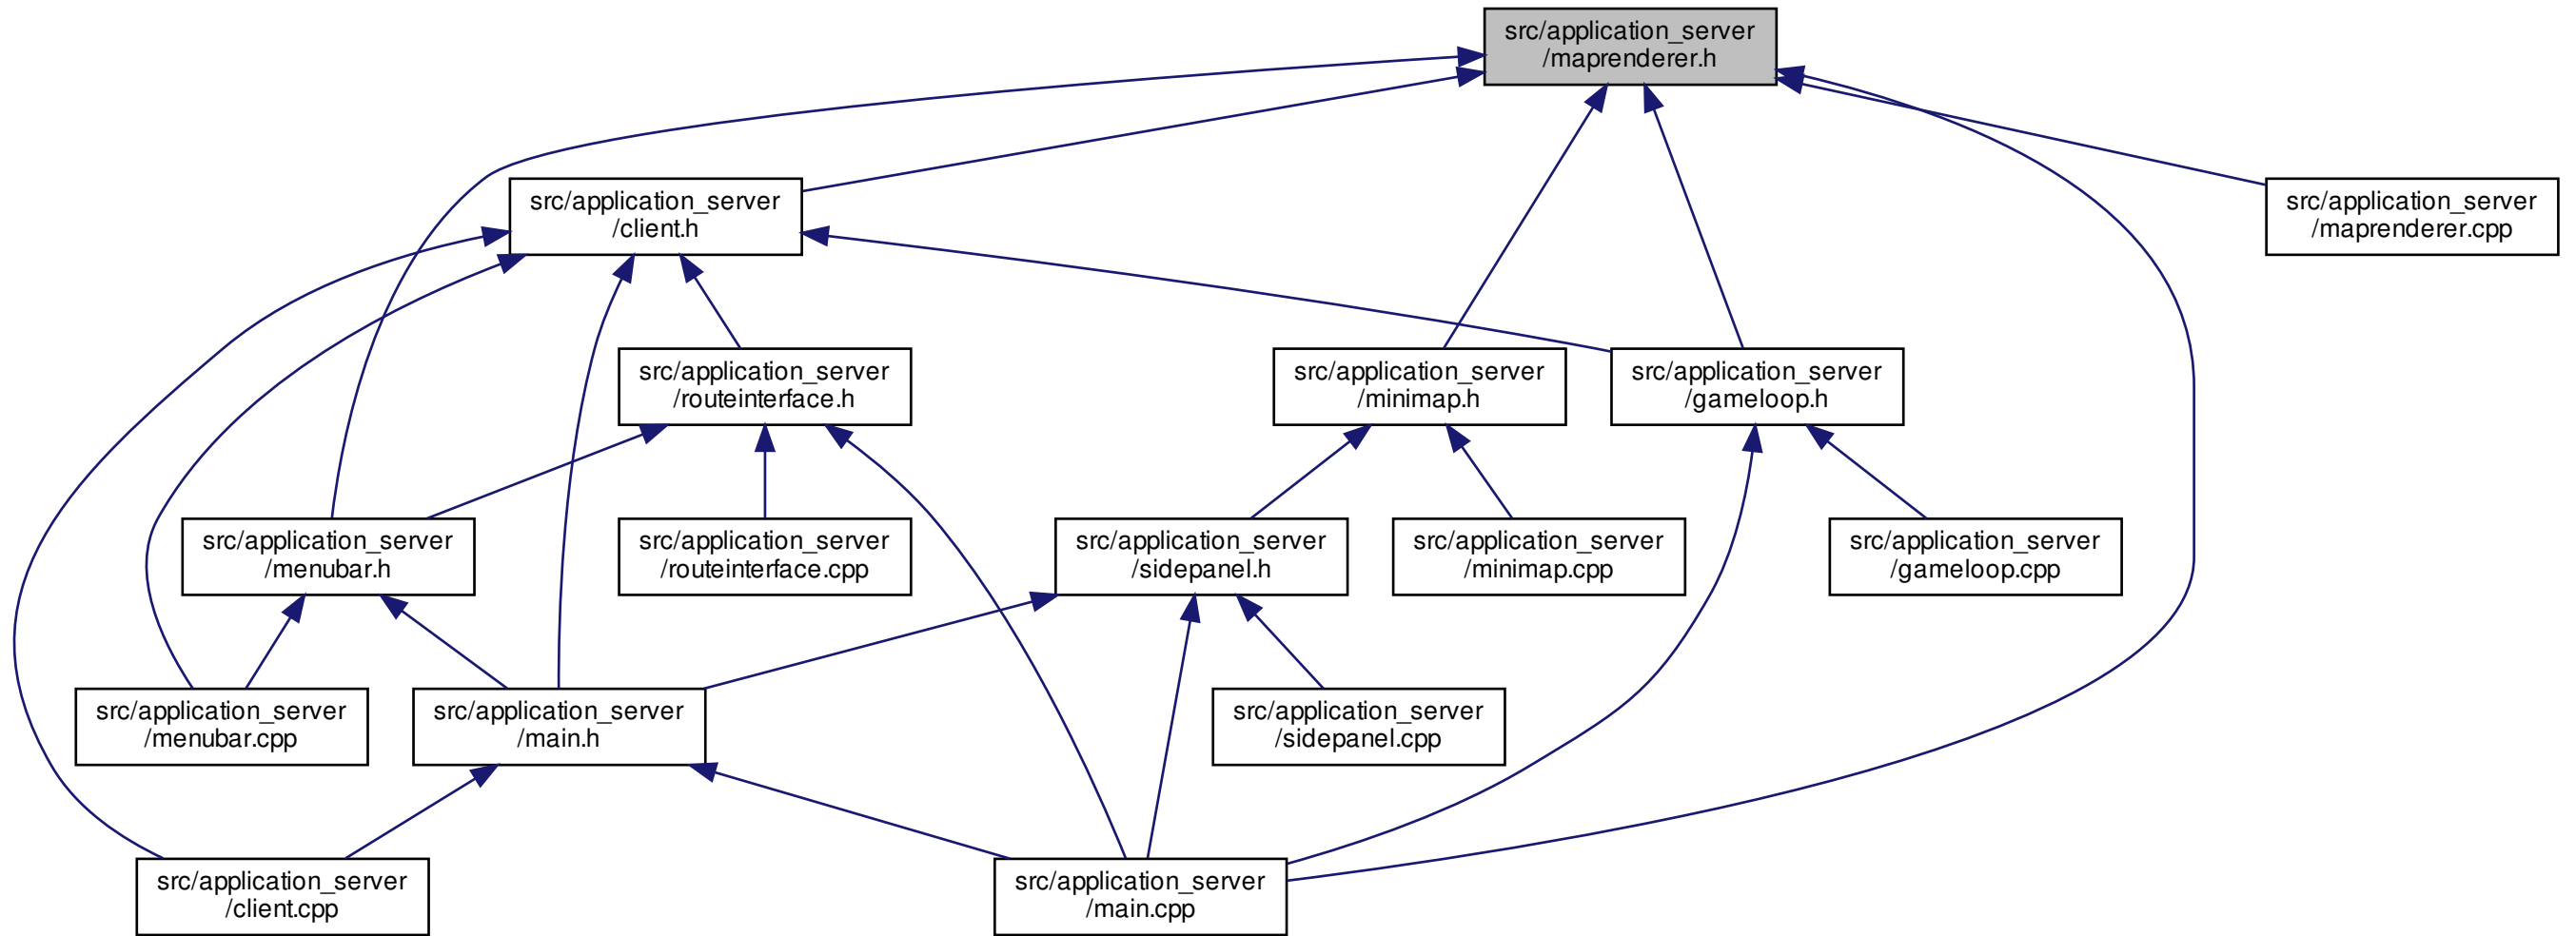 src/application_server
/maprenderer.h
src/application_server
/client.h
src/application_server
/maprenderer.cpp
src/application_server
/routeinterface.h
src/application_server
/minimap.h
src/application_server
/gameloop.h
src/application_server
/menubar.h
src/application_server
/routeinterface.cpp
src/application_server
/sidepanel.h
src/application_server
/minimap.cpp
src/application_server
/gameloop.cpp
src/application_server
/menubar.cpp
src/application_server
/main.h
src/application_server
/sidepanel.cpp
src/application_server
/client.cpp
src/application_server
/main.cpp